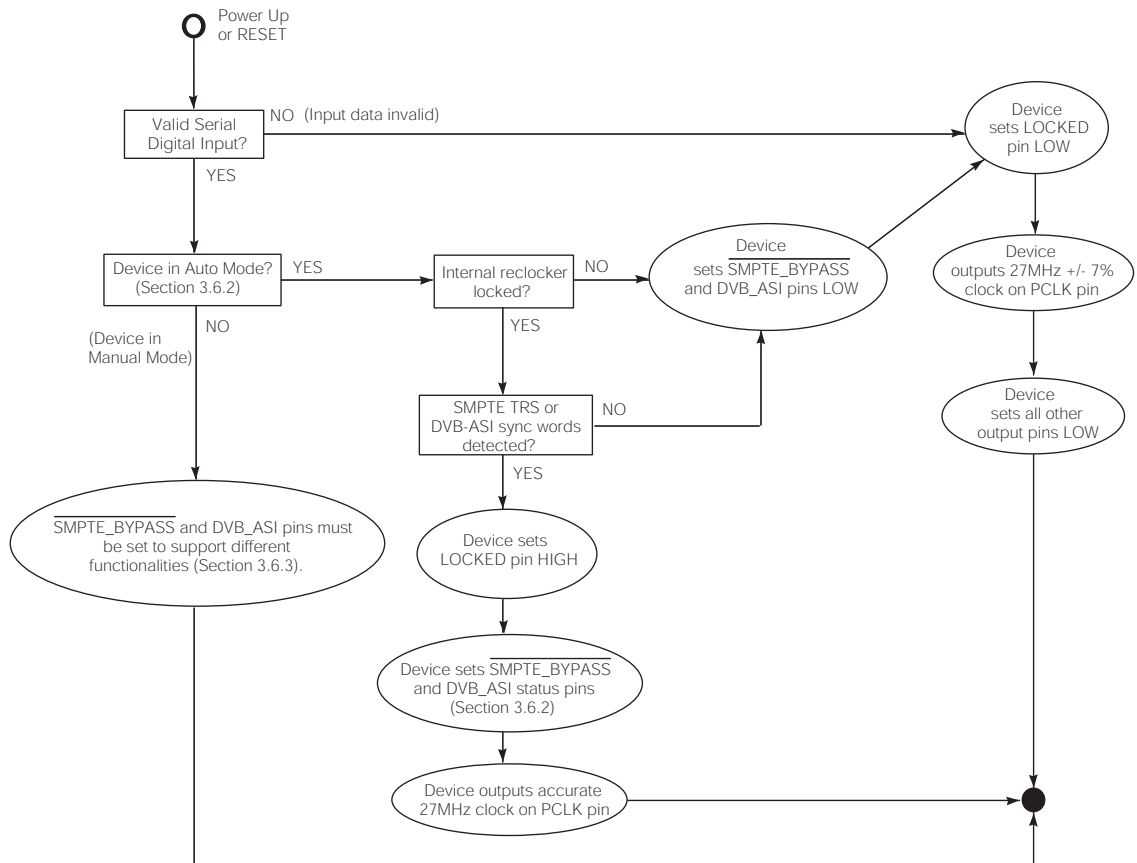 Power Up
or RESET
Valid Serial
Digital Input?
NO (Input data invalid)
YES
Device
sets LOCKED
pin LOW
Device in Auto Mode?
(Section 3.6.2)
YES
Internal reclocker
locked?
NO
Device
sets SMPTE_BYPASS
and DVB_ASI pins LOW
Device
outputs 27MHz +/- 7%
clock on PCLK pin
NO
(Device in
Manual Mode)
YES
SMPTE TRS or
DVB-ASI sync words
detected?
NO
Device
sets all other
output pins LOW
YES
SMPTE_BYPASS and DVB_ASI pins must
be set to support different
functionalities (Section 3.6.3).
Device sets
LOCKED pin HIGH
Device sets SMPTE_BYPASS
and DVB_ASI status pins
(Section 3.6.2)
Device outputs accurate
27MHz clock on PCLK pin